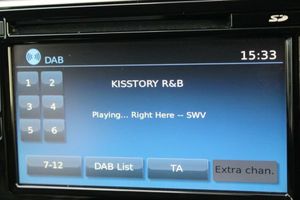 DAB
15:33
KISSTORY R&B
1 2
3 4
5 6
Playing... Right Here -- SWV
7-12 DAB List TA Extra chan.